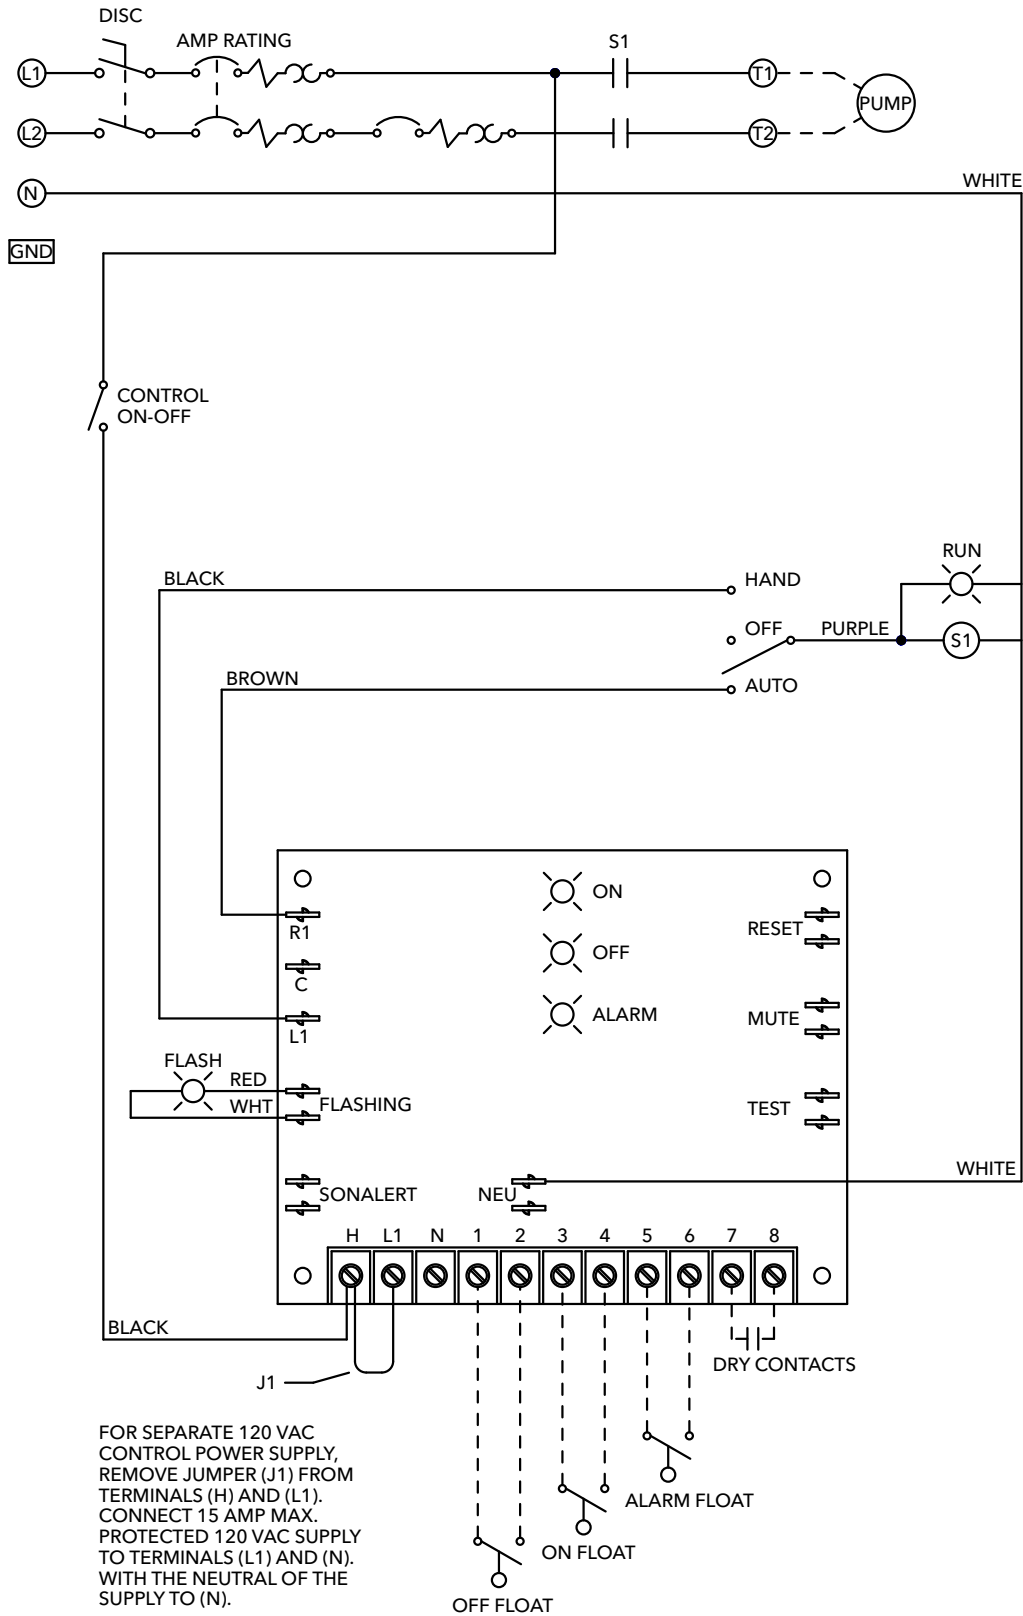 DISC
AMP RATING
S1
L1
T1
PUMP
L2
T2
N
WHITE
GND
CONTROL
ON-OFF
RUN
BLACK
HAND
OFF
PURPLE
S1
BROWN
AUTO
ON
R1
RESET
OFF
C
ALARM
MUTE
L1
FLASH
RED
FLASHING
WHT
TEST
WHITE
SONALERT
NEU
H L1 N 1 2 3 4 5 6 7 8
BLACK
DRY CONTACTS
J1
FOR SEPARATE 120 VAC
CONTROL POWER SUPPLY,
REMOVE JUMPER (J1) FROM
TERMINALS (H) AND (L1).
CONNECT 15 AMP MAX.
PROTECTED 120 VAC SUPPLY
TO TERMINALS (L1) AND (N).
WITH THE NEUTRAL OF THE
SUPPLY TO (N).
ALARM FLOAT
ON FLOAT
OFF FLOAT